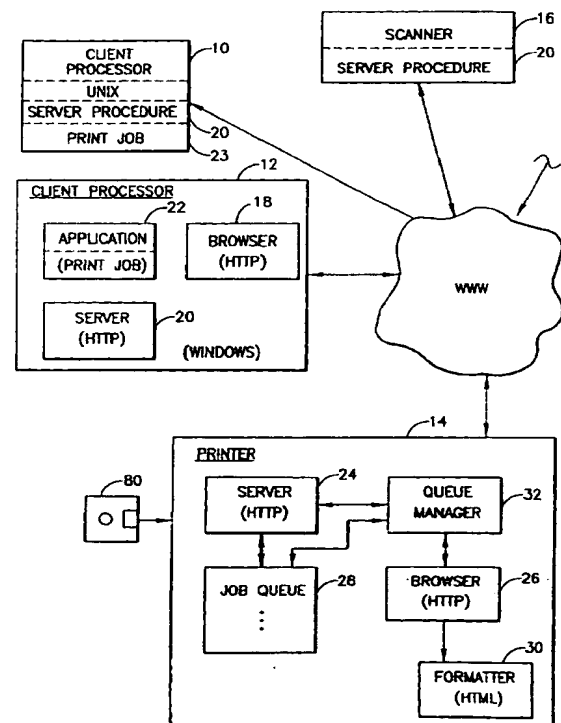 10
CLIENT
PROCESSOR
UNIX
SERVER PROCEDURE
20
PRINT JOB
23
16
SCANNER
20
SERVER PROCEDURE
12
CLIENT PROCESSOR
22
APPLICATION
(PRINT JOB)
18
BROWSER
(HTTP)
20
SERVER
(HTTP)
(WINDOWS)
WWW
14
PRINTER
80
24
SERVER
(HTTP)
32
QUEUE
MANAGER
28
JOB QUEUE
26
BROWSER
(HTTP)
30
FORMATTER
(HTML)